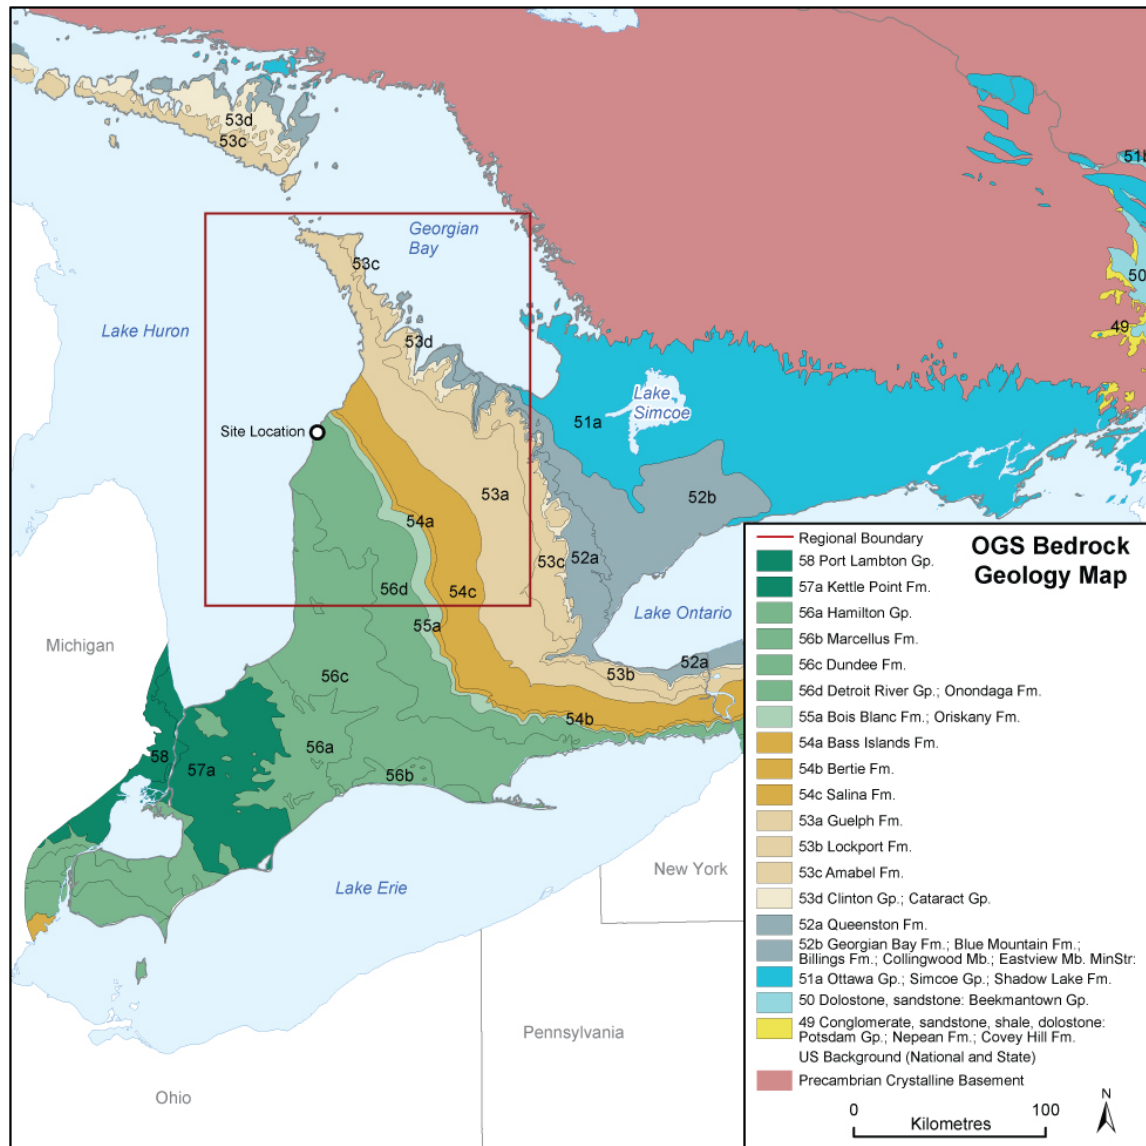 53d
53c
51b
Georgian
Bay
53c
50
Lake Huron
49
53d
Lake
Simcoe
Site Location
51a
53a
52b
54a
52a
53c
56d
54c
55a
Lake Ontario
Michigan
52a
53b
56c
54b
58
57a
56a
56b
New York
Lake Erie
Pennsylvania
Ohio
OGS Bedrock
Geology Map
Regional Boundary
58 Port Lambton Gp.
57a Kettle Point Fm.
56a Hamilton Gp.
56b Marcellus Fm.
56c Dundee Fm.
56d Detroit River Gp.; Onondaga Fm.
55a Bois Blanc Fm.; Oriskany Fm.
54a Bass Islands Fm.
54b Bertie Fm.
54c Salina Fm.
53a Guelph Fm.
53b Lockport Fm.
53c Amabel Fm.
53d Clinton Gp.; Cataract Gp.
52a Queenston Fm.
52b Georgian Bay Fm.; Blue Mountain Fm.;
Billings Fm.; Collingwood Mb.; Eastview Mb. MinStr:
51a Ottawa Gp.; Simcoe Gp.; Shadow Lake Fm.
50 Dolostone, sandstone: Beekmantown Gp.
49 Conglomerate, sandstone, shale, dolostone:
Potsdam Gp.; Nepean Fm.; Covey Hill Fm.
US Background (National and State)
Precambrian Crystalline Basement
0 100
Kilometres
N